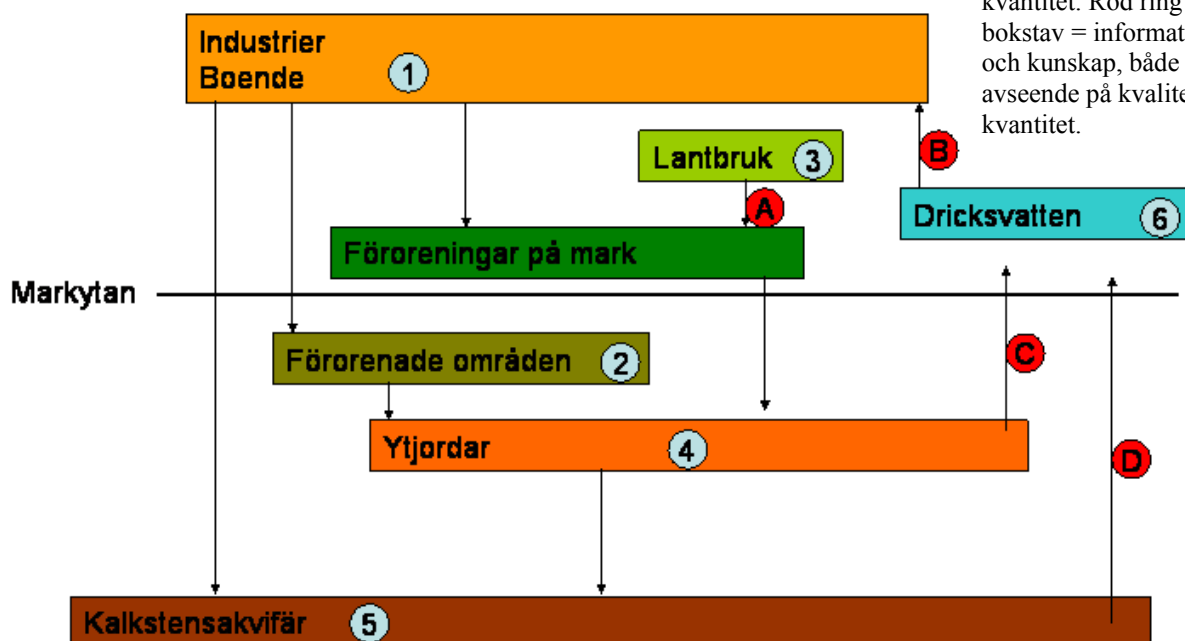 kvantitet. Röd ring
bokstav = informat
och kunskap, både
avseende på kvalite
kvantitet.
Industrier
Boende 1
Lantbruk 3
B
A
Dricksvatten 6
Föroreningar på mark
Markytan
C
Förorenade områden 2
Ytjordar 4
D
Kalkstensakvifär 5